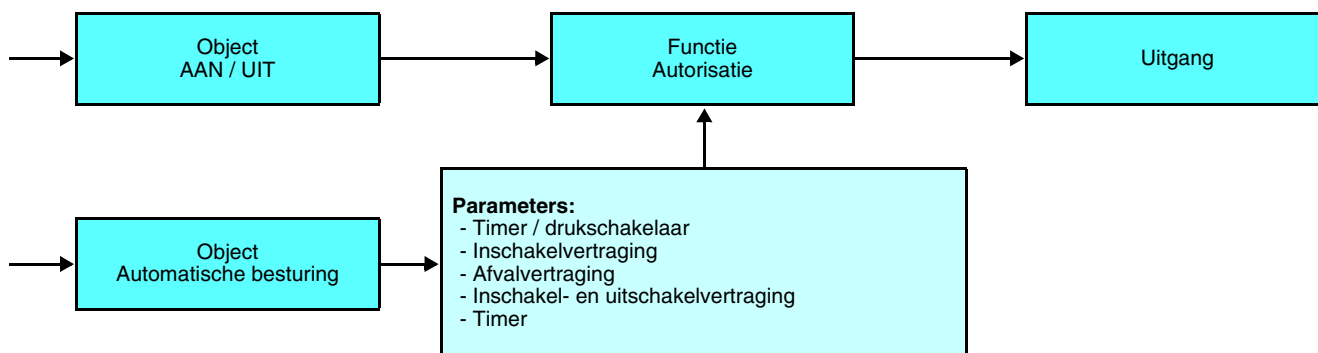 Object
AAN / UIT
Functie
Autorisatie
Uitgang
Object
Automatische besturing
Parameters:
- Timer / drukschakelaar
- Inschakelvertraging
- Afvalvertraging
- Inschakel- en uitschakelvertraging
- Timer